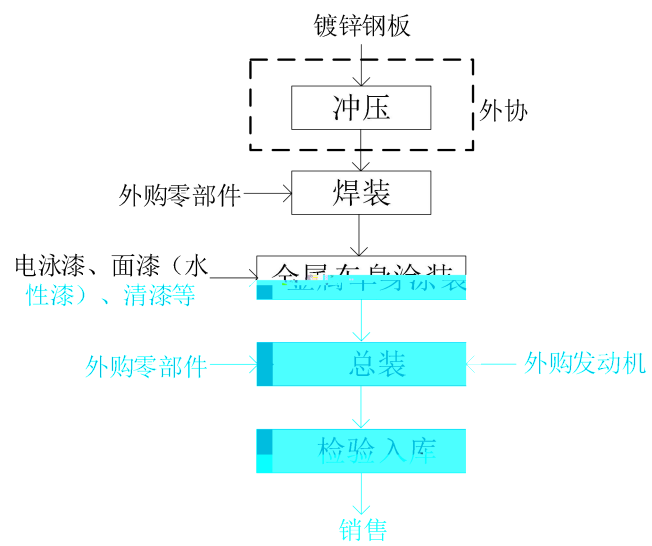 镀锌钢板
冲压
外协
外购零部件
焊装
电泳漆、面漆（水
性漆）、清漆等
金属车身涂装
外购零部件
总装
外购发动机
检验入库
销售